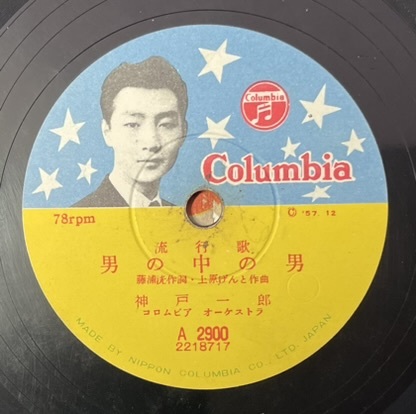 Columbia
Columbia
78rpm
Ⓟ '57. 12
流行歌
男の中の男
藤浦洸作詞・上原げんと作曲
神戸一郎
コロムビア オーケストラ
A 2900
2218717
MADE BY NIPPON COLUMBIA CO., LTD. JAPAN.